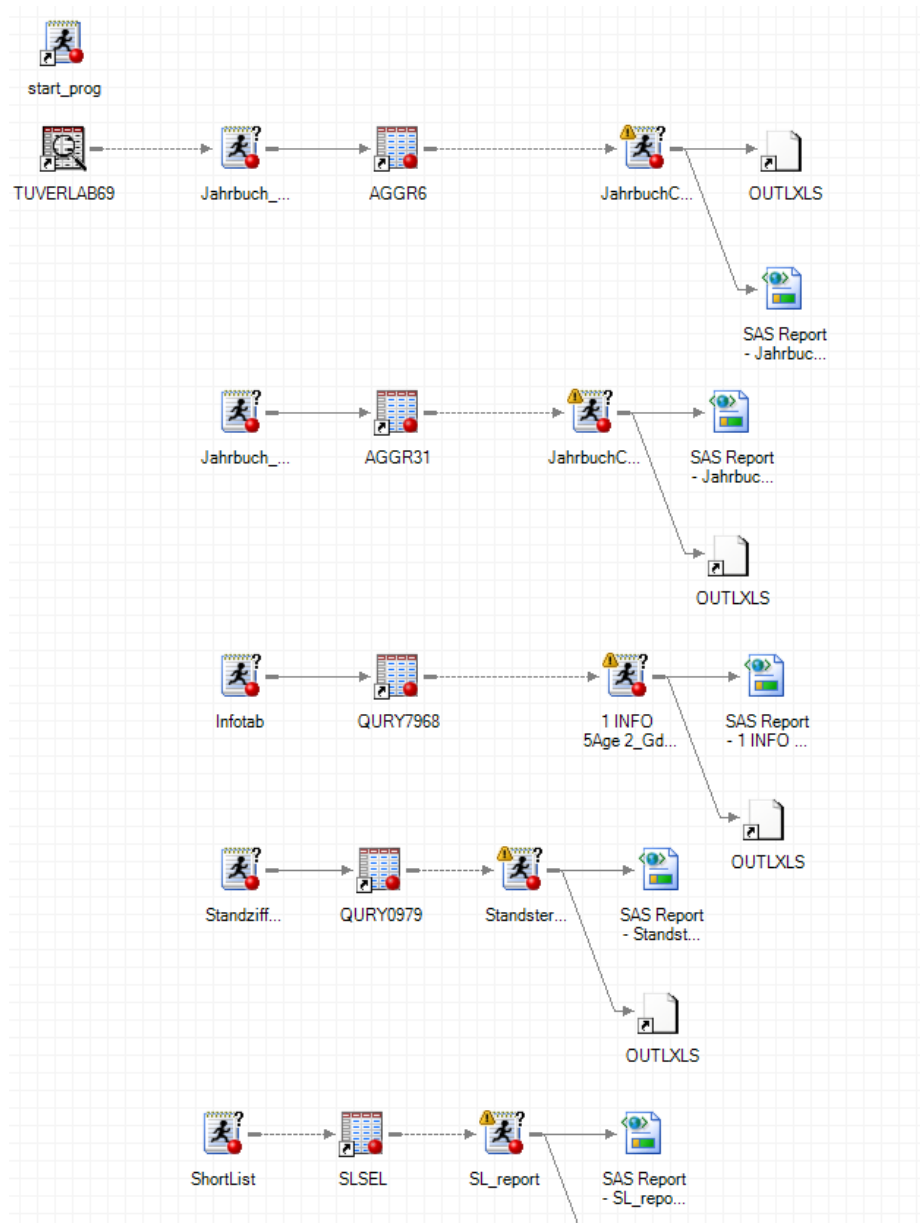 start_prog
TUVERLAB69
Jahrbuch_...
AGGR6
JahrbuchC...
OUTLXLS
SAS Report
- Jahrbuc...
Jahrbuch_...
AGGR31
JahrbuchC...
SAS Report
- Jahrbuc...
OUTLXLS
Infotab
QURY7968
1 INFO
5Age 2_Gd...
SAS Report
- 1 INFO ...
OUTLXLS
Standziff...
QURY0979
Standster...
SAS Report
- Standst...
OUTLXLS
ShortList
SLSEL
SL_report
SAS Report
- SL_repo...